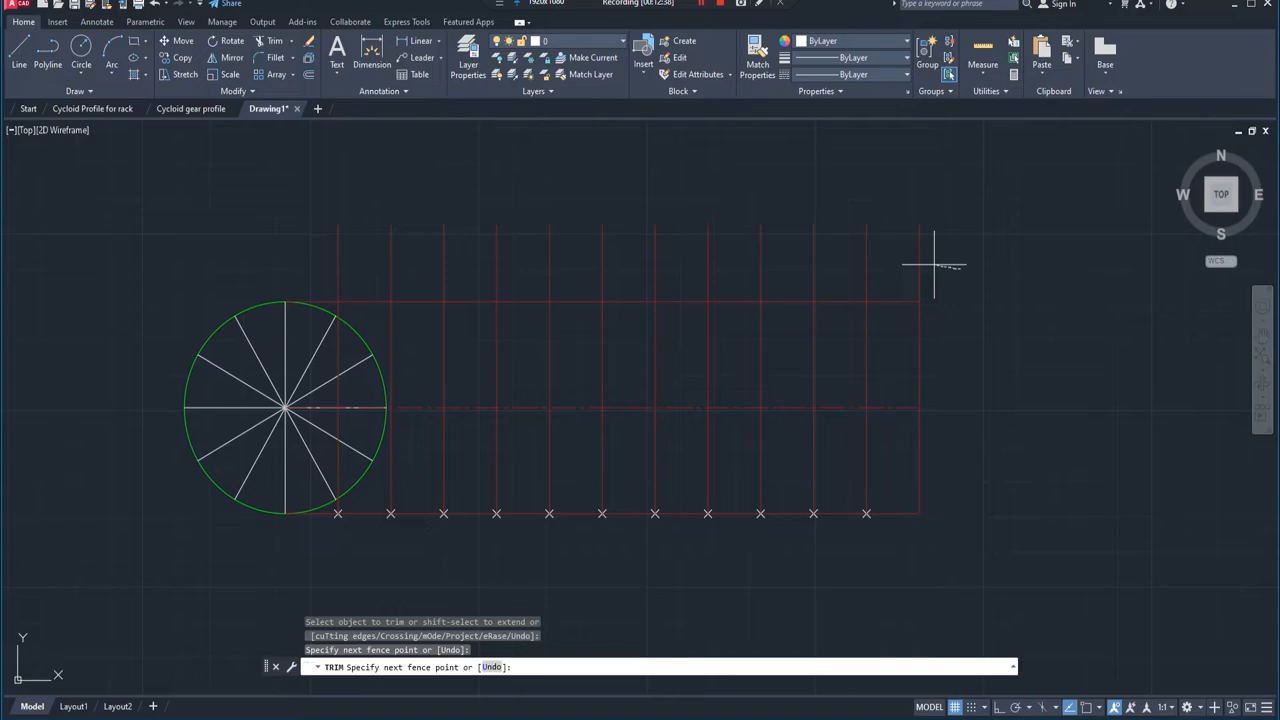 CAD
Share
1920x1080
Recording [00:12:38]
Type a keyword or phrase
Sign In
Home Insert Annotate Parametric View Manage Output Add-ins Collaborate Express Tools Featured Apps
Line
Polyline
Circle
Arc
Move
Copy
Stretch
Rotate
Mirror
Scale
Trim
Fillet
Array
Text
Dimension
Linear
Leader
Table
Layer
Properties
0
Make Current
Match Layer
Insert
Create
Edit
Edit Attributes
Match
Properties
ByLayer
ByLayer
ByLayer
Group
Measure
Paste
Base
Draw Modify Annotation Layers Block Properties Groups Utilities Clipboard View
Start Cycloid Profile for rack Cycloid gear profile Drawing1*
[−][Top][2D Wireframe]
N
W TOP E
S
WCS
Select object to trim or shift-select to extend or
[cuTting edges/Crossing/mOde/Project/eRase/Undo]:
Specify next fence point or [Undo]:
TRIM Specify next fence point or [Undo]:
Y
X
Model Layout1 Layout2
MODEL
1:1